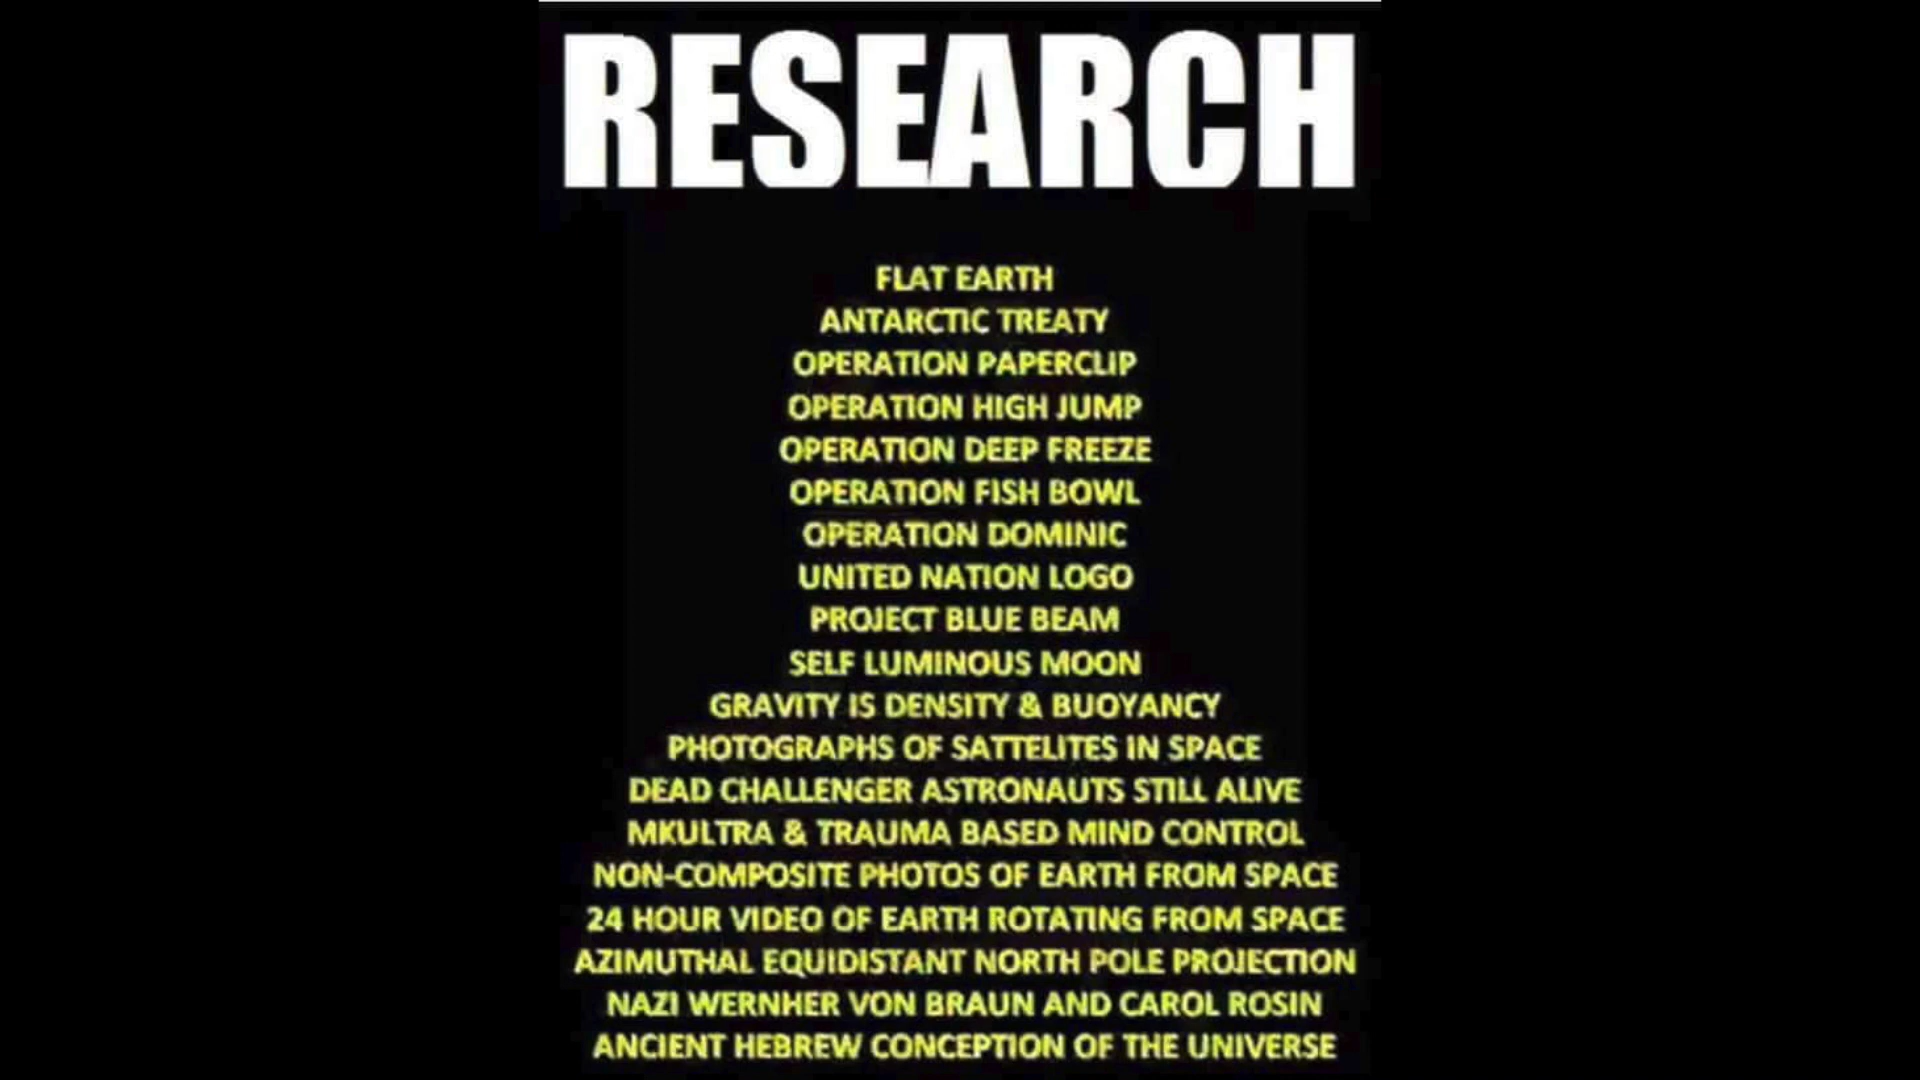 RESEARCH
FLAT EARTH
ANTARCTIC TREATY
OPERATION PAPERCLIP
OPERATION HIGH JUMP
OPERATION DEEP FREEZE
OPERATION FISH BOWL
OPERATION DOMINIC
UNITED NATION LOGO
PROJECT BLUE BEAM
SELF LUMINOUS MOON
GRAVITY IS DENSITY & BUOYANCY
PHOTOGRAPHS OF SATTELITES IN SPACE
DEAD CHALLENGER ASTRONAUTS STILL ALIVE
MKULTRA & TRAUMA BASED MIND CONTROL
NON-COMPOSITE PHOTOS OF EARTH FROM SPACE
24 HOUR VIDEO OF EARTH ROTATING FROM SPACE
AZIMUTHAL EQUIDISTANT NORTH POLE PROJECTION
NAZI WERNHER VON BRAUN AND CAROL ROSIN
ANCIENT HEBREW CONCEPTION OF THE UNIVERSE